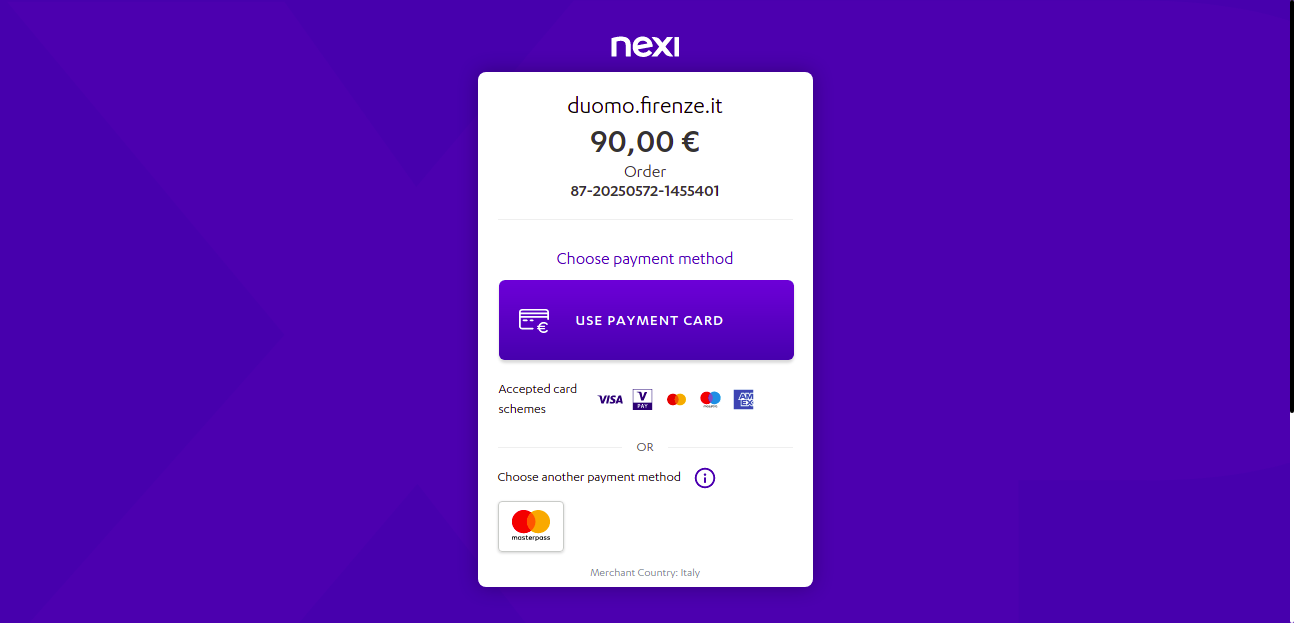 nexi
duomo.firenze.it
90,00 €
Order
87-20250572-1455401
Choose payment method
€ USE PAYMENT CARD
Accepted card
schemes
VISA V PAY maestro AM EX
OR
Choose another payment method i
masterpass
Merchant Country: Italy